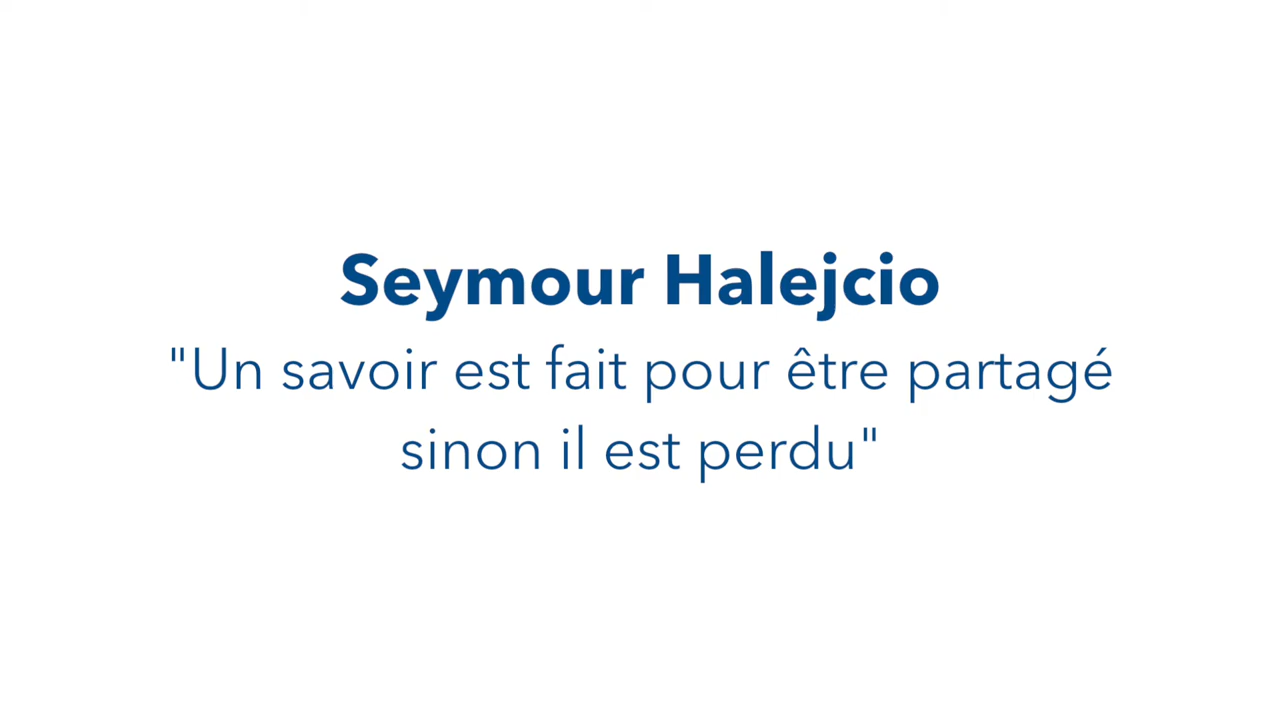 Seymour Halejcio
"Un savoir est fait pour être partagé
sinon il est perdu"